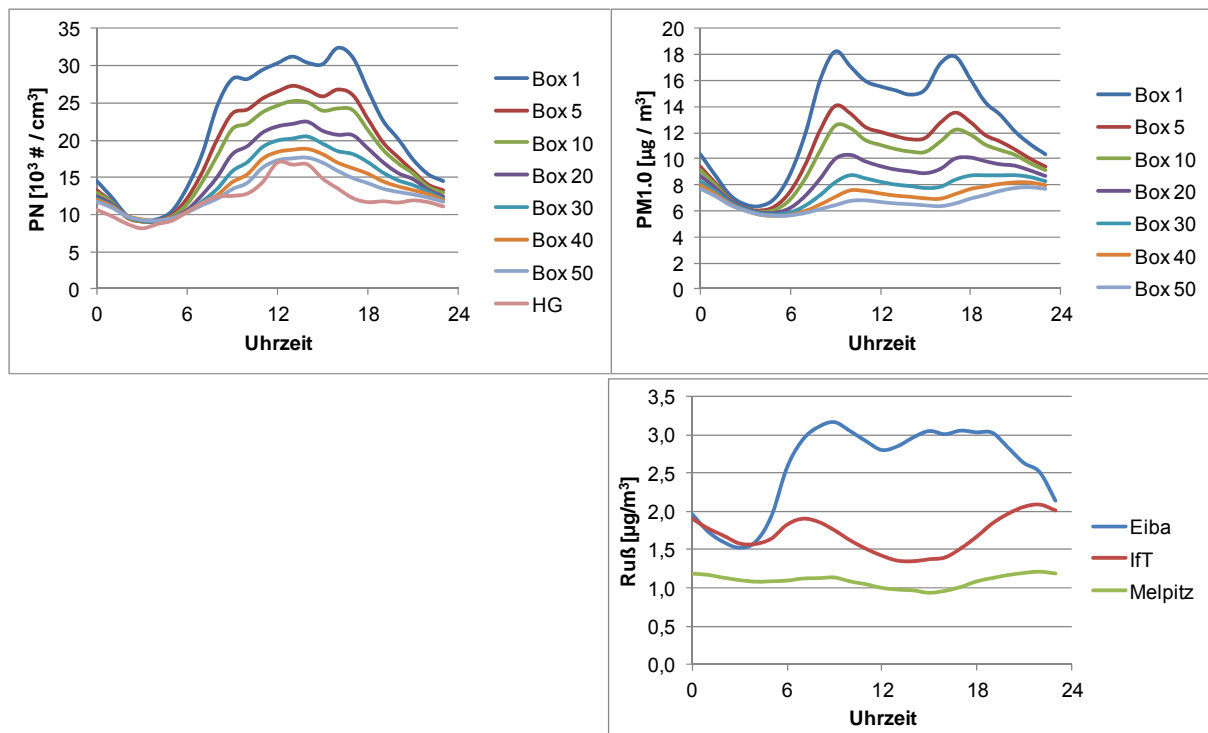 PN [10³ # / cm³]
35
30
25
20
15
10
5
0
0 6 12 18 24
Uhrzeit
Box 1
Box 5
Box 10
Box 20
Box 30
Box 40
Box 50
HG
PM1.0 [µg / m³]
20
18
16
14
12
10
8
6
4
2
0
0 6 12 18 24
Uhrzeit
Box 1
Box 5
Box 10
Box 20
Box 30
Box 40
Box 50
Ruß [µg/m³]
3,5
3,0
2,5
2,0
1,5
1,0
0,5
0,0
0 6 12 18 24
Uhrzeit
Eiba
IfT
Melpitz